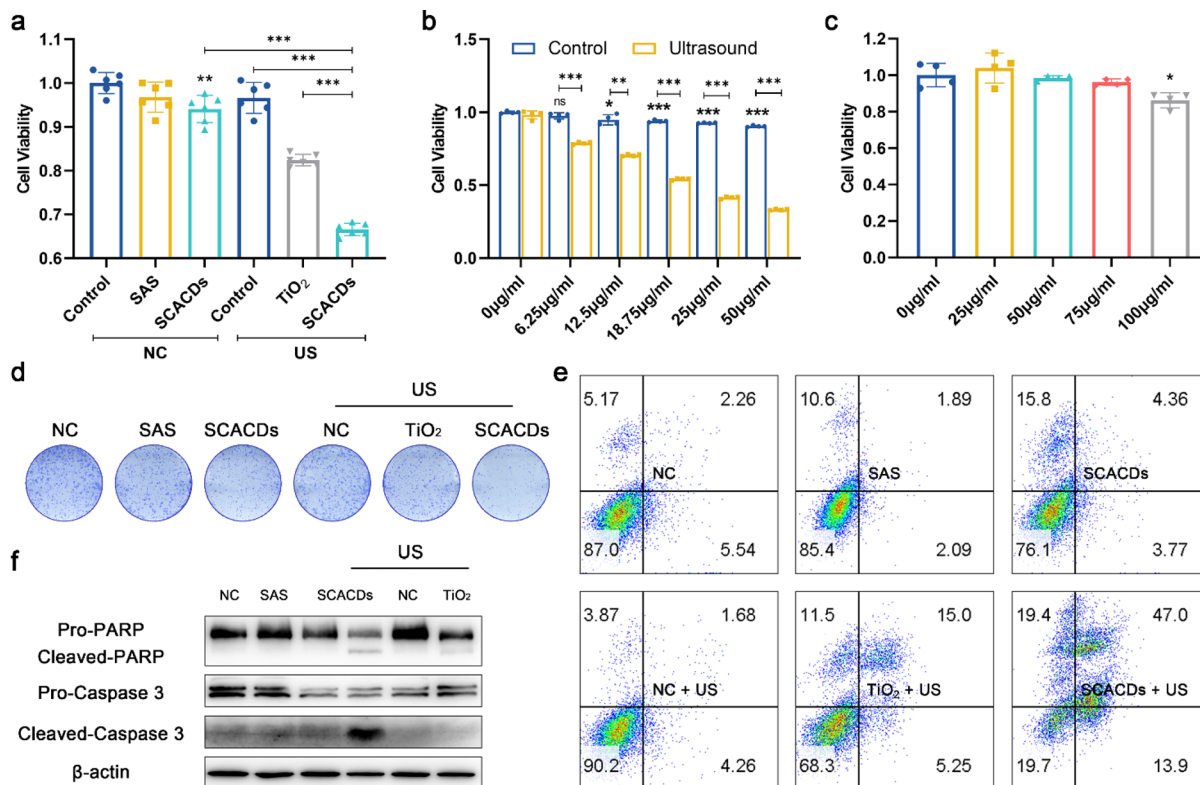 a
***
***
***
**
Cell Viability
1.1
1.0
0.9
0.8
0.7
0.6
Control
SAS
SCACDs
Control
TiO₂
SCACDs
NC
US
b
Control
Ultrasound
Cell Viability
1.5
1.0
0.5
0.0
***
**
***
***
***
ns
*
***
***
***
0μg/ml
6.25μg/ml
12.5μg/ml
18.75μg/ml
25μg/ml
50μg/ml
c
Cell Viability
1.2
1.0
0.8
0.6
0.4
0.2
0.0
*
0μg/ml
25μg/ml
50μg/ml
75μg/ml
100μg/ml
d
US
NC SAS SCACDs NC TiO₂ SCACDs
e
5.17 2.26
NC
87.0 5.54
10.6 1.89
SAS
85.4 2.09
15.8 4.36
SCACDs
76.1 3.77
3.87 1.68
NC + US
90.2 4.26
11.5 15.0
TiO₂ + US
68.3 5.25
19.4 47.0
SCACDs + US
19.7 13.9
f
US
NC SAS SCACDs NC TiO₂
Pro-PARP
Cleaved-PARP
Pro-Caspase 3
Cleaved-Caspase 3
β-actin